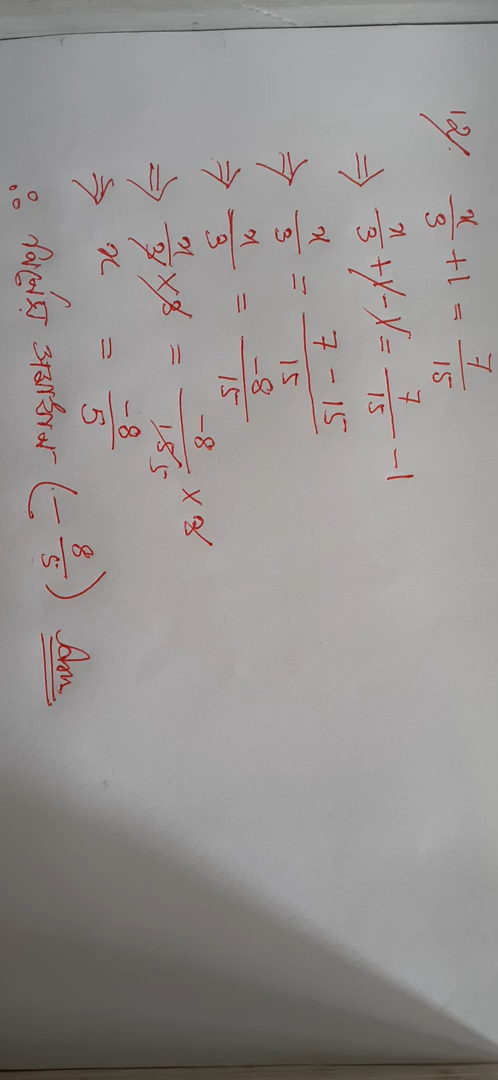 12/ x/3 + 1 = 7/15
⇒ x/3 + 1 - 1 = 7/15 - 1
⇒ x/3 = 7 - 15/15
⇒ x/3 = -8/15
⇒ x/3 × 3 = -8/15 5 × 3
⇒ x = -8/5
∴ নির্ণেয় (-8/5) Ans